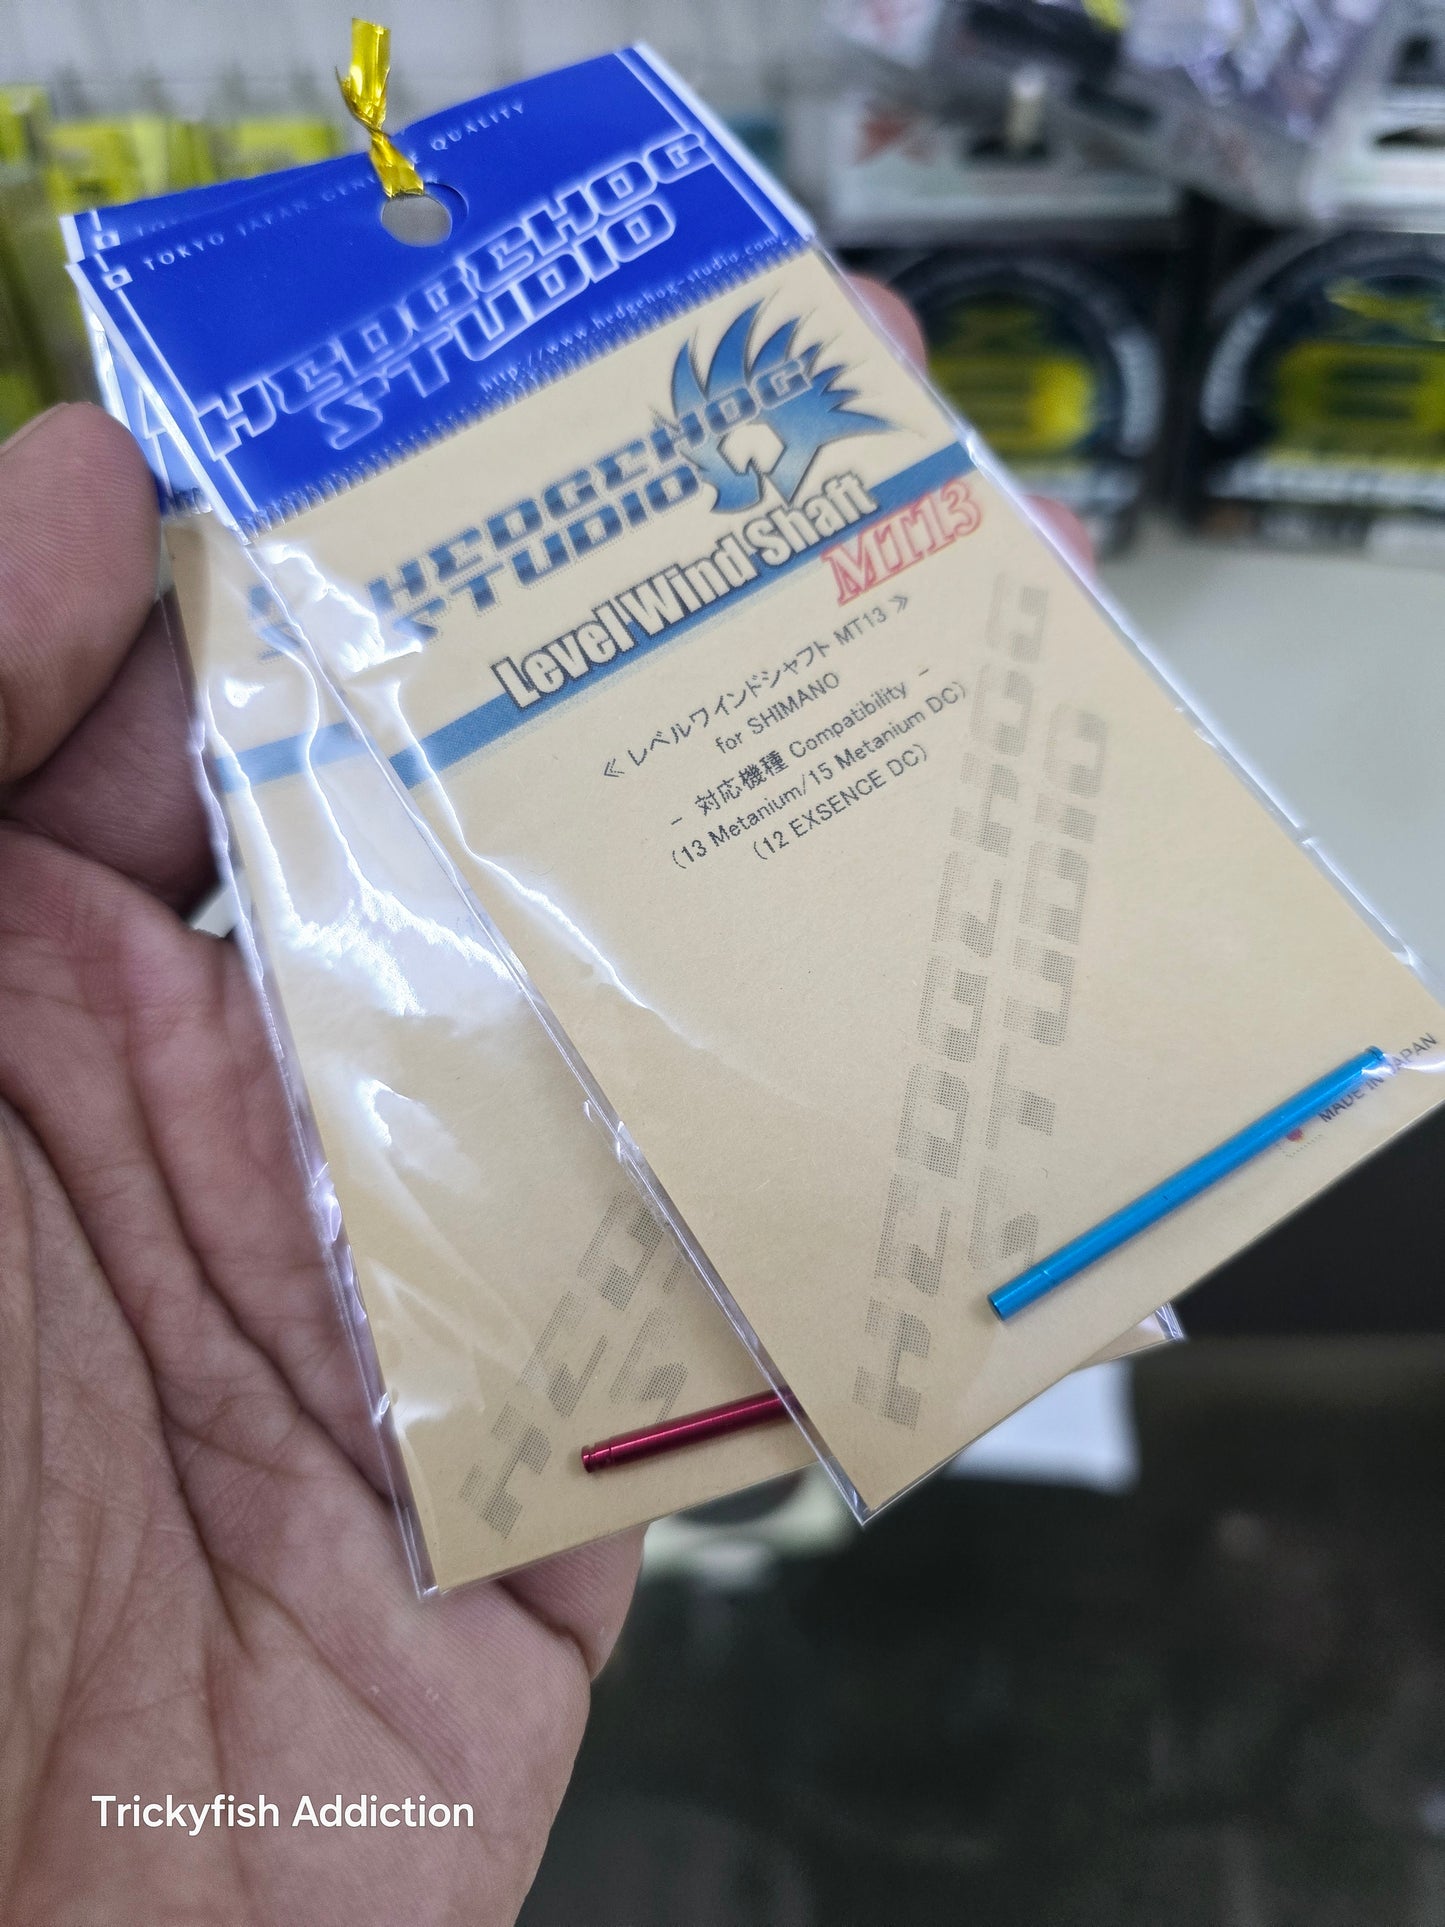 TOKYO JAPAN GENUINE QUALITY
HEDGEHOG
STUDIO
http://www.hedgehog-studio.com
HEDGEHOG
STUDIO
Level Wind Shaft
MT13
≪ レベルワインドシャフト MT13 ≫
for SHIMANO
- 対応機種 Compatibility -
(13 Metanium/15 Metanium DC)
(12 EXSENCE DC)
HEDGEHOG
STUDIO
MADE IN JAPAN
Trickyfish Addiction